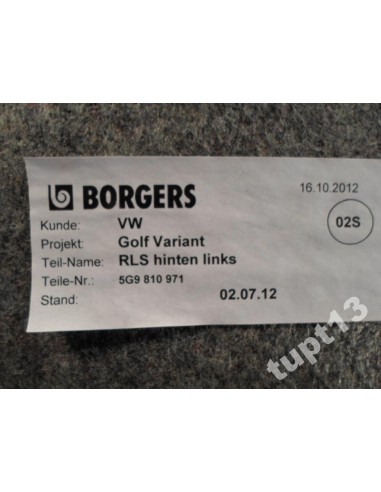 BORGERS
16.10.2012
Kunde: VW
02S
Projekt: Golf Variant
Teil-Name: RLS hinten links
Teile-Nr.: 5G9 810 971
Stand: 02.07.12
tupt13